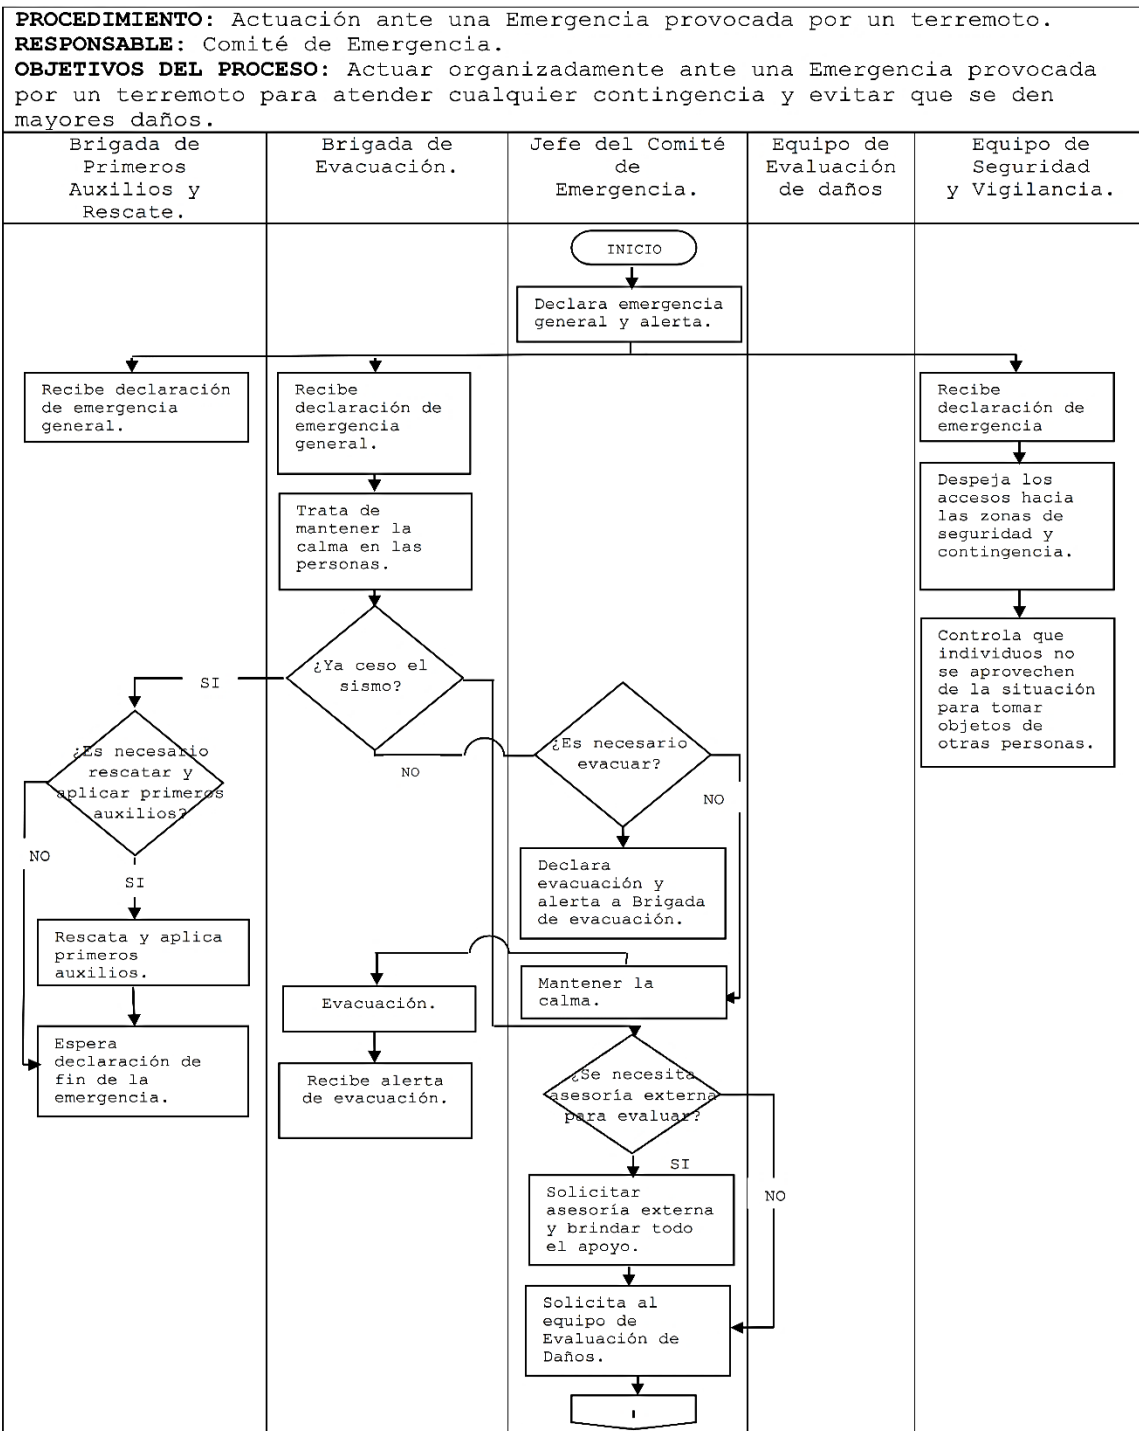 PROCEDIMIENTO: Actuación ante una Emergencia provocada por un terremoto.
RESPONSABLE: Comité de Emergencia.
OBJETIVOS DEL PROCESO: Actuar organizadamente ante una Emergencia provocada
por un terremoto para atender cualquier contingencia y evitar que se den
mayores daños.
Brigada de
Primeros
Auxilios y
Rescate.
Brigada de
Evacuación.
Jefe del Comité
de
Emergencia.
Equipo de
Evaluación
de daños
Equipo de
Seguridad
y Vigilancia.
INICIO
Declara emergencia
general y alerta.
Recibe declaración
de emergencia
general.
Recibe
declaración de
emergencia
general.
Recibe
declaración de
emergencia
Trata de
mantener la
calma en las
personas.
Despeja los
accesos hacia
las zonas de
seguridad y
contingencia.
¿Ya ceso el
sismo?
SI
NO
Controla que
individuos no
se aprovechen
de la situación
para tomar
objetos de
otras personas.
¿Es necesario
rescatar y
aplicar primeros
auxilios?
NO
SI
¿Es necesario
evacuar?
NO
Declara
evacuación y
alerta a Brigada
de evacuación.
Rescata y aplica
primeros
auxilios.
Evacuación.
Mantener la
calma.
Espera
declaración de
fin de la
emergencia.
Recibe alerta
de evacuación.
¿Se necesita
asesoría externa
para evaluar?
SI
NO
Solicitar
asesoría externa
y brindar todo
el apoyo.
Solicita al
equipo de
Evaluación de
Daños.